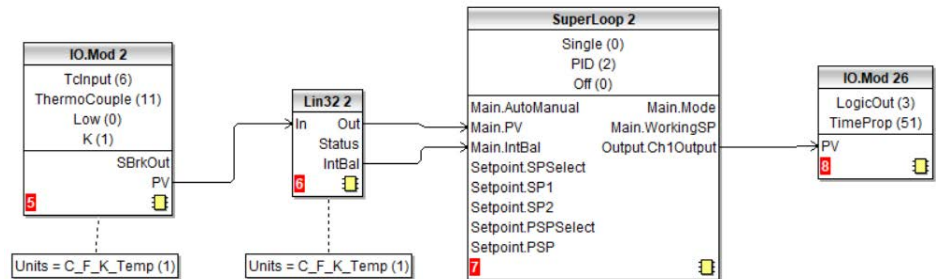 IO.Mod 2
TcInput (6)
ThermoCouple (11)
Low (0)
K (1)
SBrkOut
PV
5
Units = C_F_K_Temp (1)
Lin32 2
In Out
Status
IntBal
6
Units = C_F_K_Temp (1)
SuperLoop 2
Single (0)
PID (2)
Off (0)
Main.AutoManual Main.Mode
Main.PV Main.WorkingSP
Main.IntBal Output.Ch1Output
Setpoint.SPSelect
Setpoint.SP1
Setpoint.SP2
Setpoint.PSPSelect
Setpoint.PSP
7
IO.Mod 26
LogicOut (3)
TimeProp (51)
PV
8